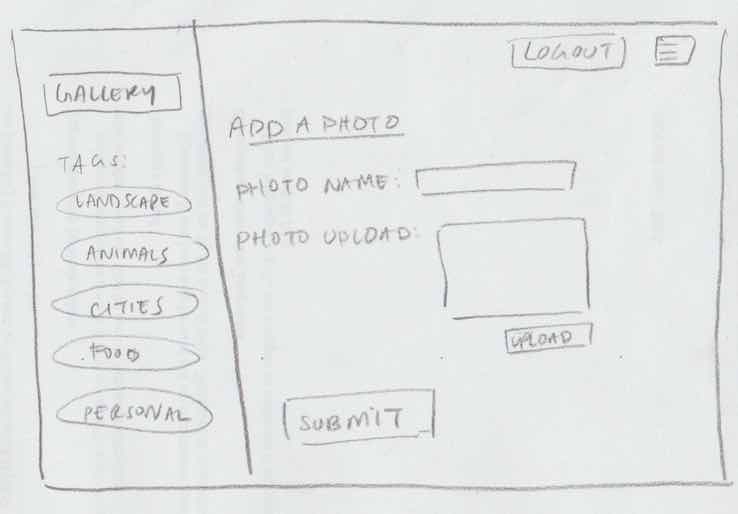 LOGOUT
GALLERY
TAGS:
LANDSCAPE
ANIMALS
CITIES
FOOD
PERSONAL
ADD A PHOTO
PHOTO NAME:
PHOTO UPLOAD:
UPLOAD
SUBMIT